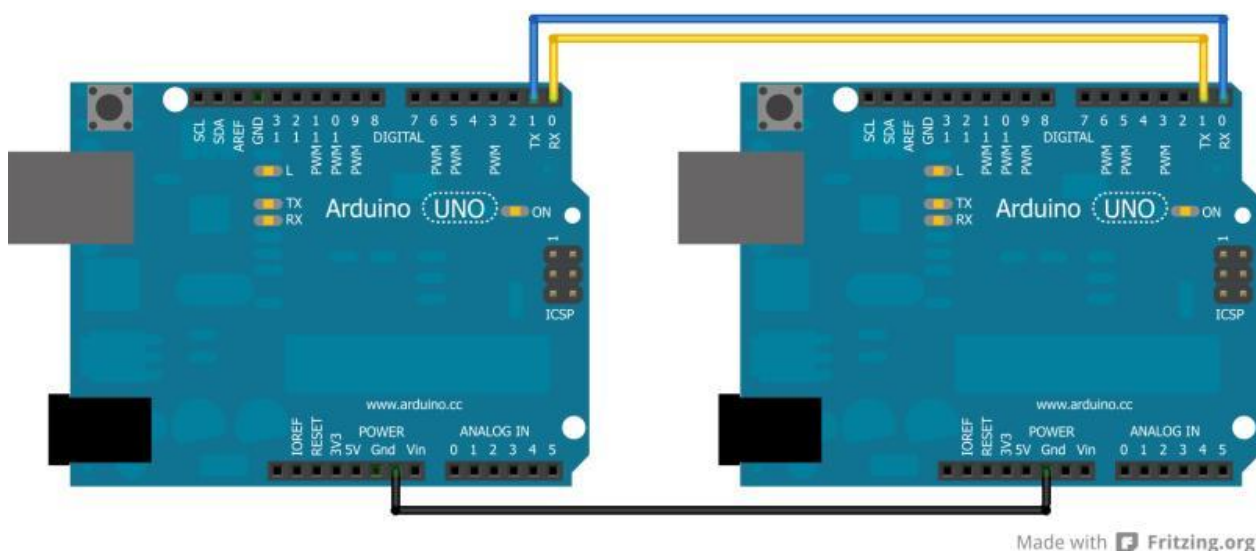 7 6 5 4 3 2 1 0
SCL SDA AREF GND 13 12 11 10 9 8
DIGITAL
PWM PWM PWM PWM PWM PWM TX RX
L
TX
RX
Arduino UNO ON
1
ICSP
www.arduino.cc
POWER ANALOG IN
IOREF RESET 3V3 5V Gnd Vin 0 1 2 3 4 5
SCL SDA AREF GND 13 12 11 10 9 8
7 6 5 4 3 2 1 0
DIGITAL
PWM PWM PWM PWM PWM PWM TX RX
L
TX
RX
Arduino UNO ON
1
ICSP
www.arduino.cc
POWER ANALOG IN
IOREF RESET 3V3 5V Gnd Vin 0 1 2 3 4 5
Made with Fritzing.org